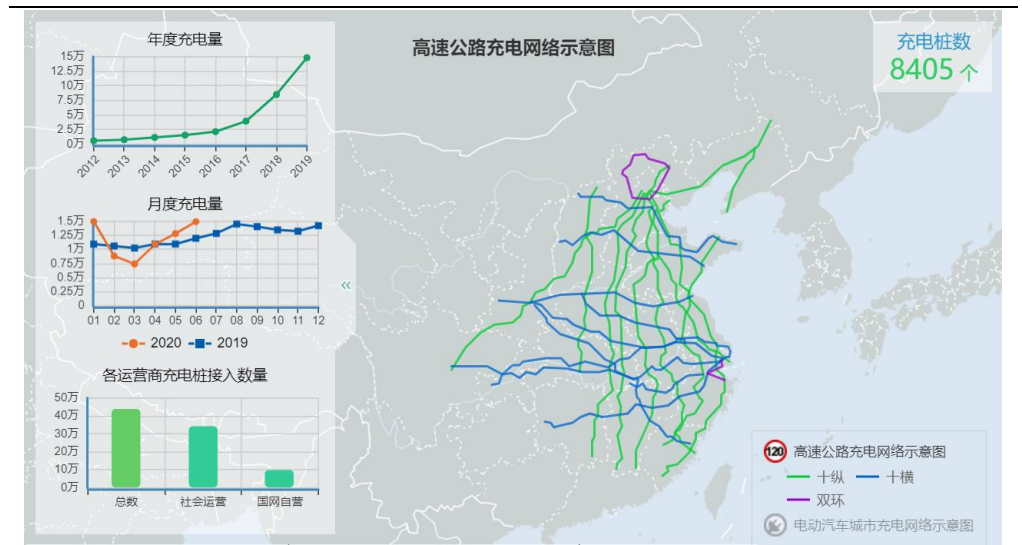 高速公路充电网络示意图
充电桩数
8405 个
年度充电量
15万
12.5万
10万
7.5万
5万
2.5万
0万
2012 2013 2014 2015 2016 2017 2018 2019
月度充电量
1.5万
1.25万
1万
0.75万
0.5万
0.25万
0
01 02 03 04 05 06 07 08 09 10 11 12
2020 2019
«
各运营商充电桩接入数量
50万
40万
30万
20万
10万
0万
总数 社会运营 国网自营
120 高速公路充电网络示意图
十纵 十横
双环
电动汽车城市充电网络示意图